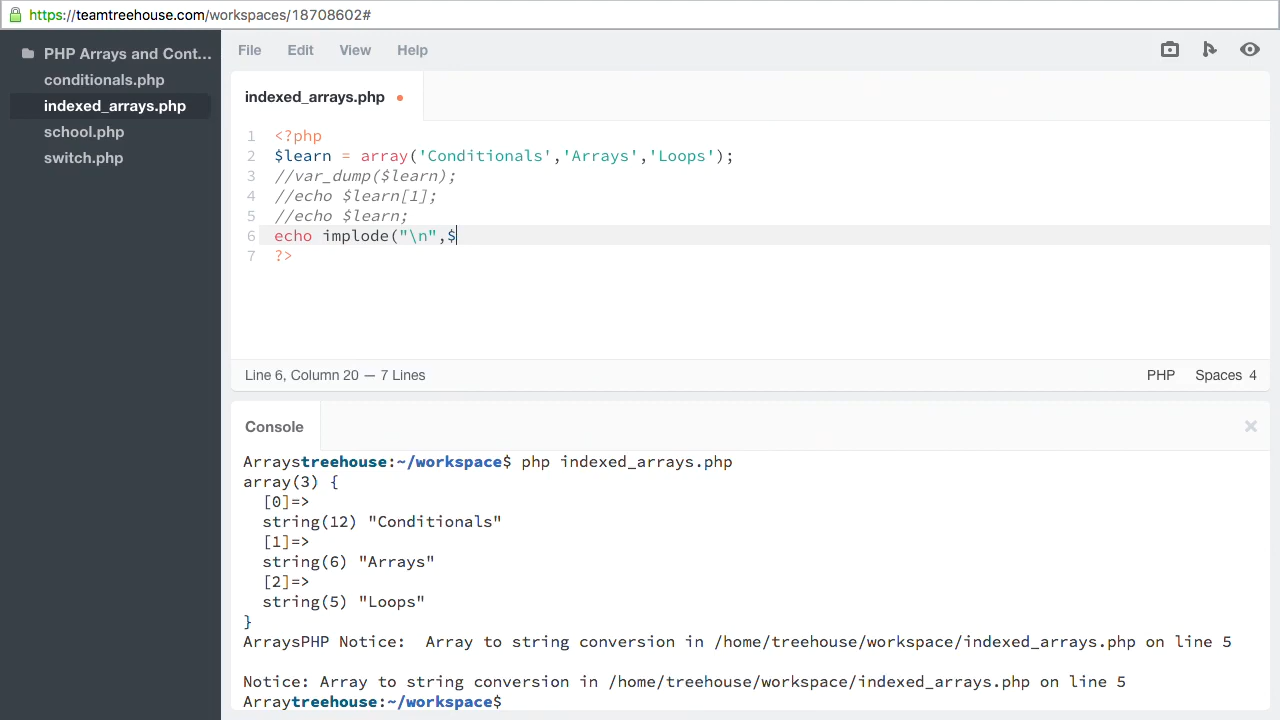 https://teamtreehouse.com/workspaces/18708602#
PHP Arrays and Cont...
conditionals.php
indexed_arrays.php
school.php
switch.php
File Edit View Help
indexed_arrays.php
1 <?php
2 $learn = array('Conditionals','Arrays','Loops');
3 //var_dump($learn);
4 //echo $learn[1];
5 //echo $learn;
6 echo implode("\n",$
7 ?>
Line 6, Column 20 — 7 Lines PHP Spaces 4
Console
Arraystreehouse:~/workspace$ php indexed_arrays.php
array(3) {
  [0]=>
  string(12) "Conditionals"
  [1]=>
  string(6) "Arrays"
  [2]=>
  string(5) "Loops"
}
ArraysPHP Notice:  Array to string conversion in /home/treehouse/workspace/indexed_arrays.php on line 5
Notice: Array to string conversion in /home/treehouse/workspace/indexed_arrays.php on line 5
Arraytreehouse:~/workspace$